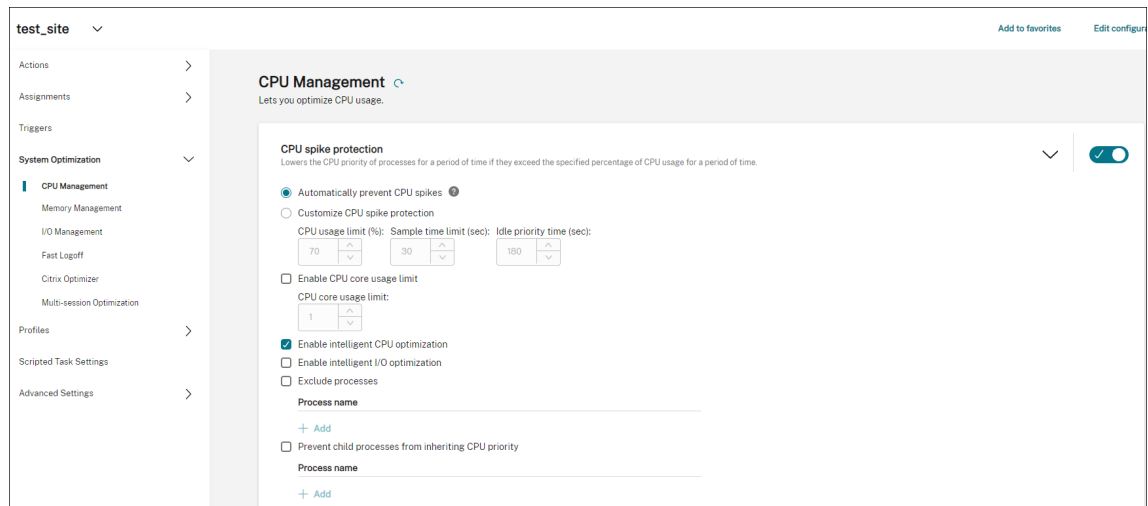 test_site
Add to favorites
Actions
Assignments
Triggers
System Optimization
CPU Management
Memory Management
I/O Management
Fast Logoff
Citrix Optimizer
Multi-session Optimization
Profiles
Scripted Task Settings
Advanced Settings
CPU Management
Lets you optimize CPU usage.
CPU spike protection
Lowers the CPU priority of processes for a period of time if they exceed the specified percentage of CPU usage for a period of time.
Automatically prevent CPU spikes ?
Customize CPU spike protection
CPU usage limit (%): Sample time limit (sec): Idle priority time (sec):
70 30 180
Enable CPU core usage limit
CPU core usage limit:
1
Enable intelligent CPU optimization
Enable intelligent I/O optimization
Exclude processes
Process name
+ Add
Prevent child processes from inheriting CPU priority
Process name
+ Add
Edit configura